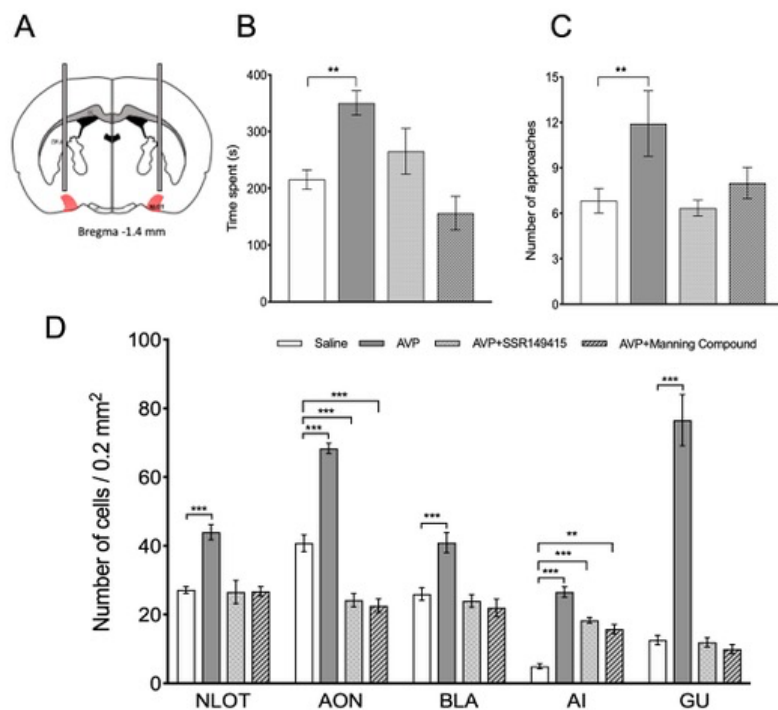 A
B
C
Bregma -1.4 mm
NLOT
Time spent (s)
400
300
200
100
0
**
Number of approaches
15
12
9
6
3
0
**
D
Saline
AVP
AVP+SSR149415
AVP+Manning Compound
Number of cells / 0.2 mm²
100
80
60
40
20
0
***
***
***
***
***
**
***
***
***
NLOT
AON
BLA
AI
GU